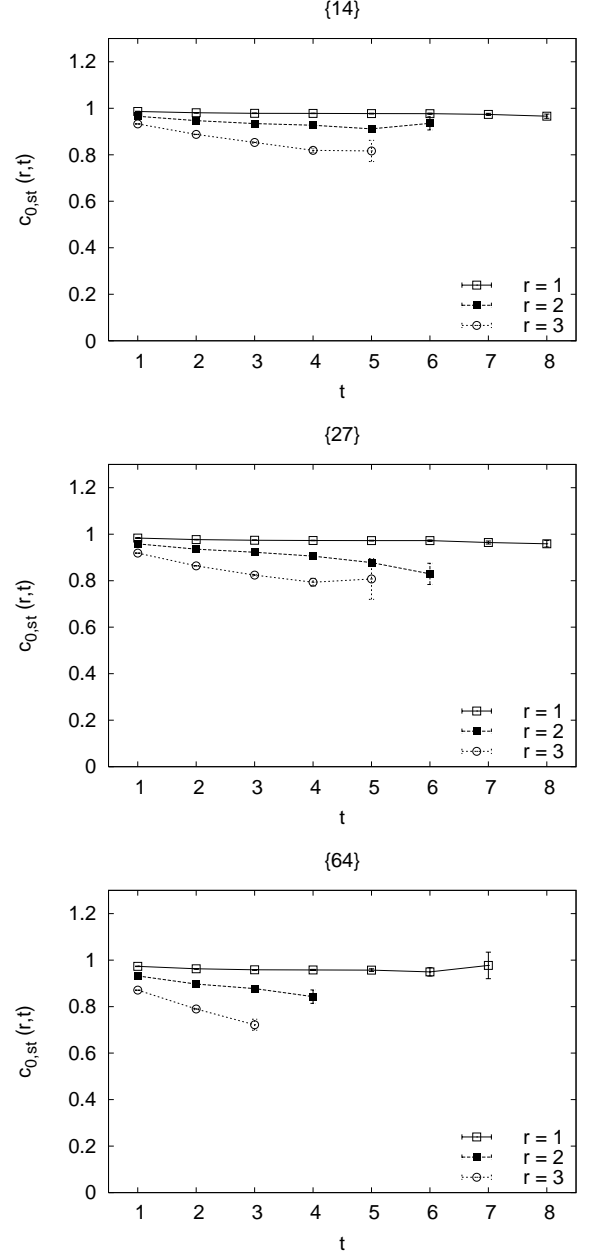 {14}
1.2
1
0.8
0.6
0.4
0.2
0
c0,st (r,t)
r = 1
r = 2
r = 3
1 2 3 4 5 6 7 8
t
{27}
1.2
1
0.8
0.6
0.4
0.2
0
c0,st (r,t)
r = 1
r = 2
r = 3
1 2 3 4 5 6 7 8
t
{64}
1.2
1
0.8
0.6
0.4
0.2
0
c0,st (r,t)
r = 1
r = 2
r = 3
1 2 3 4 5 6 7 8
t